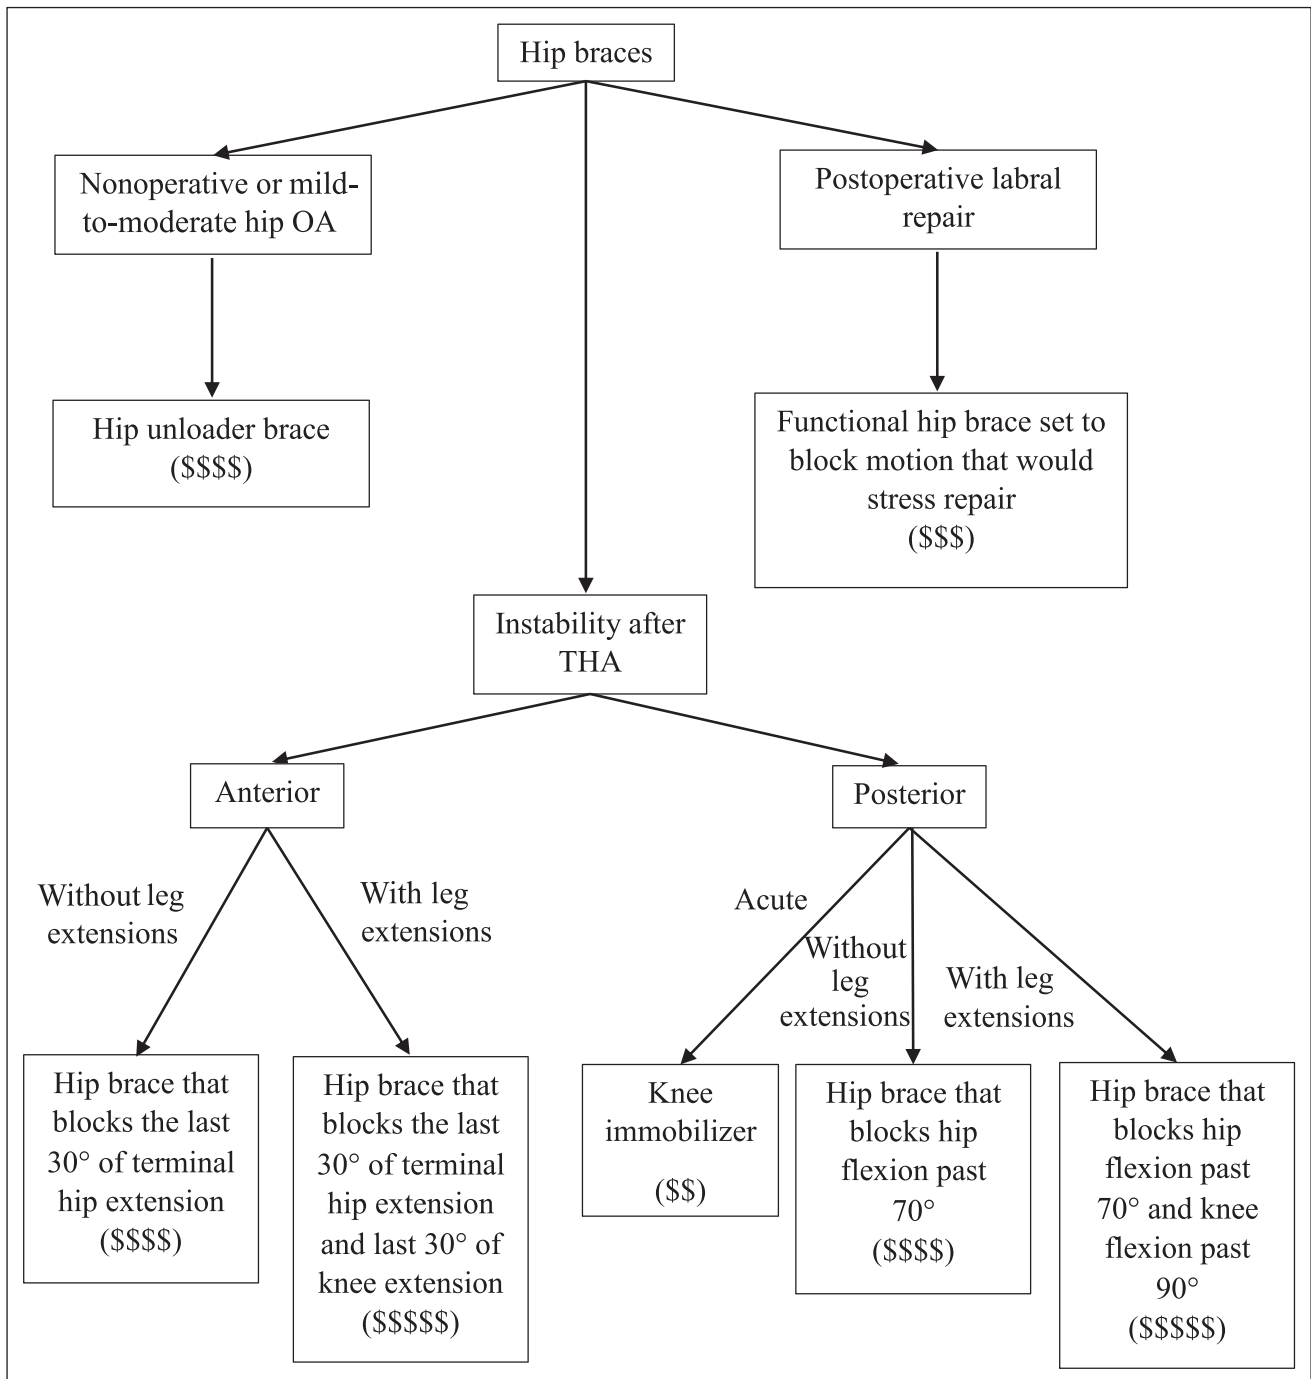 Hip braces
Nonoperative or mild-
to-moderate hip OA
Postoperative labral
repair
Hip unloader brace
($$$$)
Functional hip brace set to
block motion that would
stress repair
($$$)
Instability after
THA
Anterior
Posterior
Without leg
extensions
With leg
extensions
Acute
Without
leg
extensions
With leg
extensions
Hip brace that
blocks the last
30° of terminal
hip extension
($$$$)
Hip brace that
blocks the last
30° of terminal
hip extension
and last 30° of
knee extension
($$$$$)
Knee
immobilizer
($$)
Hip brace that
blocks hip
flexion past
70°
($$$$)
Hip brace that
blocks hip
flexion past
70° and knee
flexion past
90°
($$$$$)